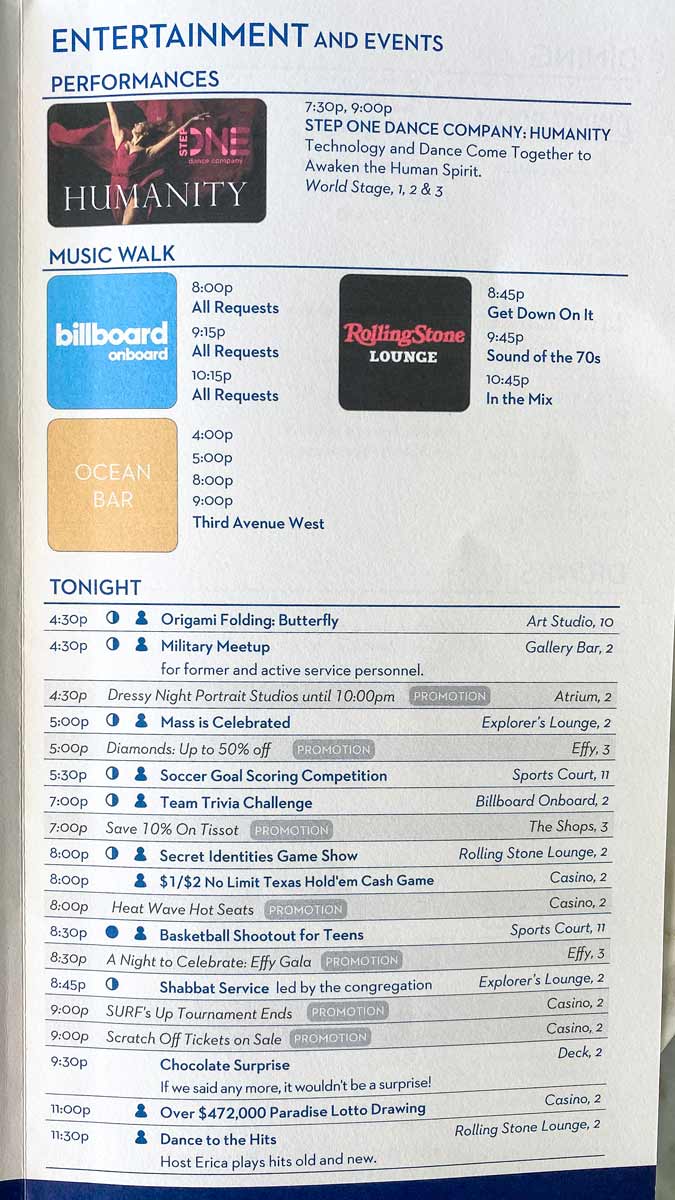 ENTERTAINMENT AND EVENTS
PERFORMANCES
STEP ONE
dance company
HUMANITY
7:30p, 9:00p
STEP ONE DANCE COMPANY: HUMANITY
Technology and Dance Come Together to
Awaken the Human Spirit.
World Stage, 1, 2 & 3
MUSIC WALK
billboard
onboard
8:00p
All Requests
9:15p
All Requests
10:15p
All Requests
RollingStone
LOUNGE
8:45p
Get Down On It
9:45p
Sound of the 70s
10:45p
In the Mix
OCEAN
BAR
4:00p
5:00p
8:00p
9:00p
Third Avenue West
TONIGHT
4:30p Origami Folding: Butterfly Art Studio, 10
4:30p Military Meetup Gallery Bar, 2
for former and active service personnel.
4:30p Dressy Night Portrait Studios until 10:00pm PROMOTION Atrium, 2
5:00p Mass is Celebrated Explorer's Lounge, 2
5:00p Diamonds: Up to 50% off PROMOTION Effy, 3
5:30p Soccer Goal Scoring Competition Sports Court, 11
7:00p Team Trivia Challenge Billboard Onboard, 2
7:00p Save 10% On Tissot PROMOTION The Shops, 3
8:00p Secret Identities Game Show Rolling Stone Lounge, 2
8:00p $1/$2 No Limit Texas Hold'em Cash Game Casino, 2
8:00p Heat Wave Hot Seats PROMOTION Casino, 2
8:30p Basketball Shootout for Teens Sports Court, 11
8:30p A Night to Celebrate: Effy Gala PROMOTION Effy, 3
8:45p Shabbat Service led by the congregation Explorer's Lounge, 2
9:00p SURF's Up Tournament Ends PROMOTION Casino, 2
9:00p Scratch Off Tickets on Sale PROMOTION Casino, 2
9:30p Chocolate Surprise Deck, 2
If we said any more, it wouldn't be a surprise!
11:00p Over $472,000 Paradise Lotto Drawing Casino, 2
11:30p Dance to the Hits Rolling Stone Lounge, 2
Host Erica plays hits old and new.